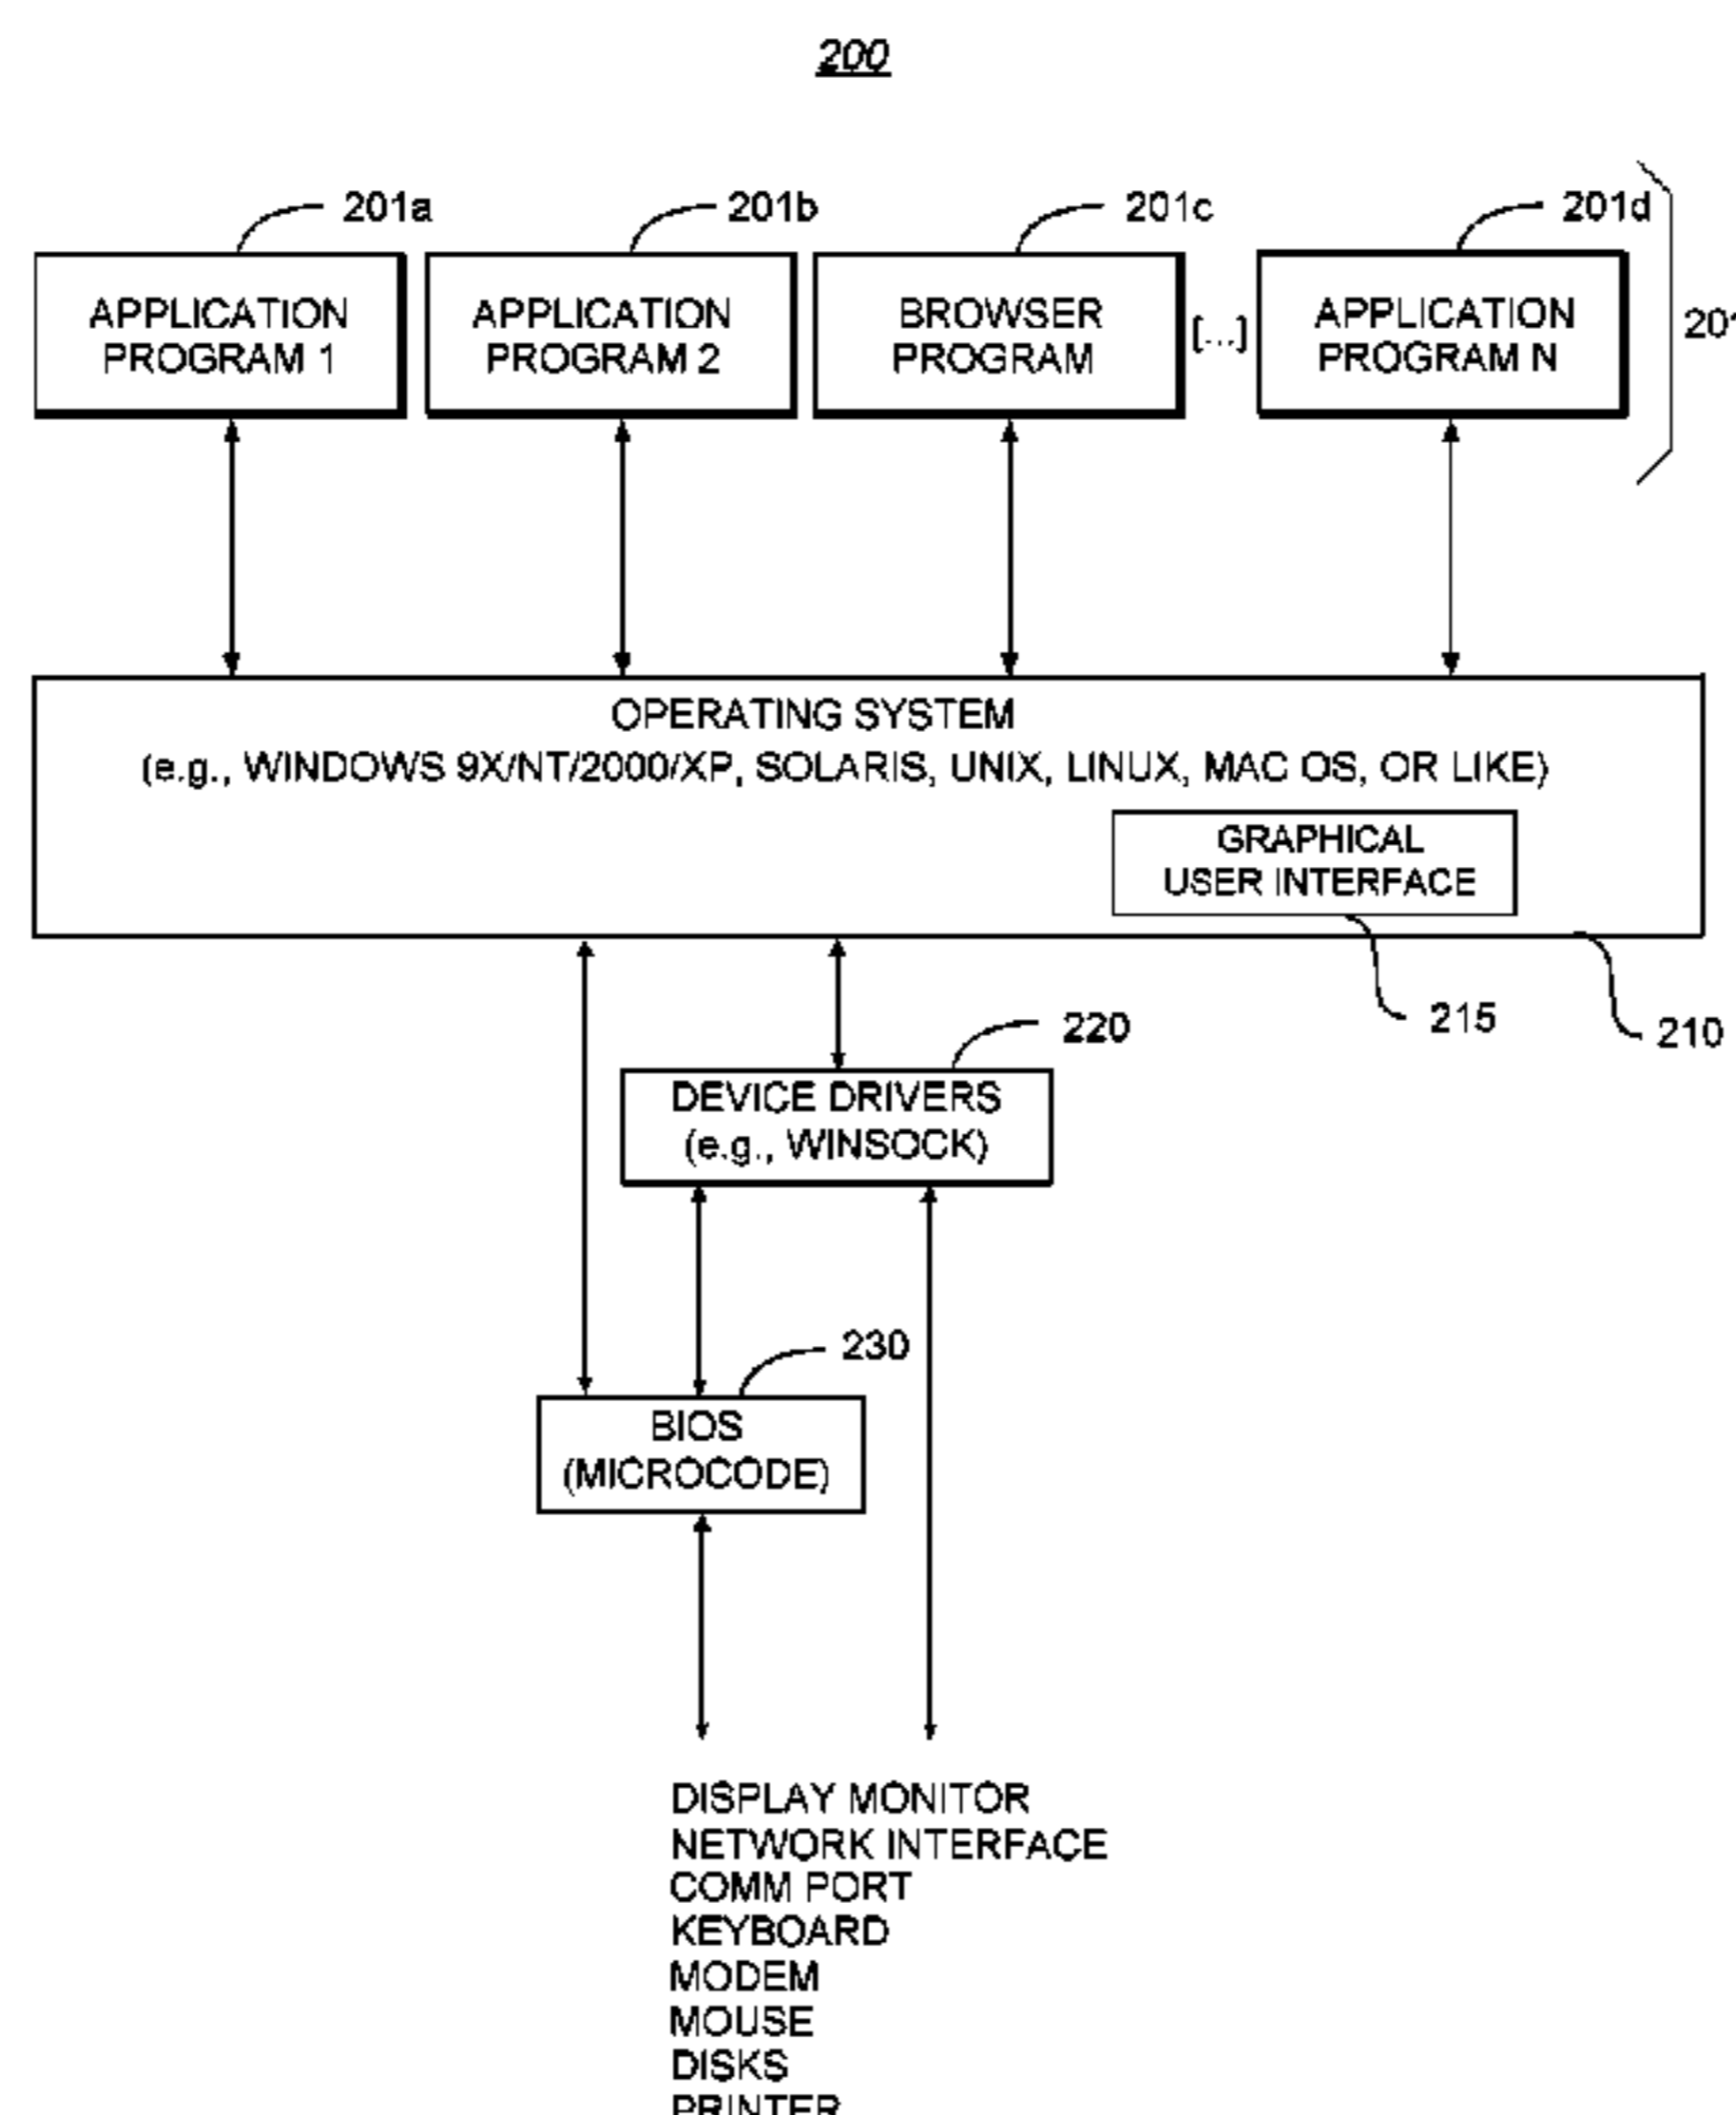 200
201a
201b
201c
201d
APPLICATION
PROGRAM 1
APPLICATION
PROGRAM 2
BROWSER
PROGRAM
[...]
APPLICATION
PROGRAM N
201
OPERATING SYSTEM
(e.g., WINDOWS 9X/NT/2000/XP, SOLARIS, UNIX, LINUX, MAC OS, OR LIKE)
GRAPHICAL
USER INTERFACE
215
210
220
DEVICE DRIVERS
(e.g., WINSOCK)
230
BIOS
(MICROCODE)
DISPLAY MONITOR
NETWORK INTERFACE
COMM PORT
KEYBOARD
MODEM
MOUSE
DISKS
PRINTER